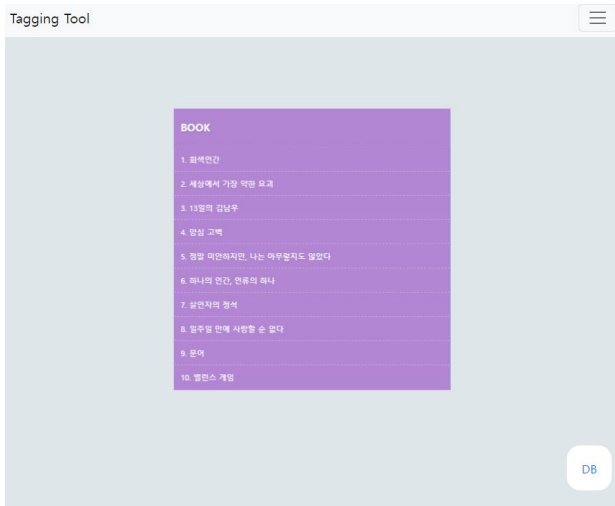 Tagging Tool
BOOK
1. 회색인간
2. 세상에서 가장 약한 요괴
3. 13일의 김남우
4. 양심 고백
5. 정말 미안하지만, 나는 아무렇지도 않았다
6. 하나의 인간, 인류의 하나
7. 살인자의 정석
8. 일주일 만에 사랑할 순 없다
9. 문어
10. 밸런스 게임
DB